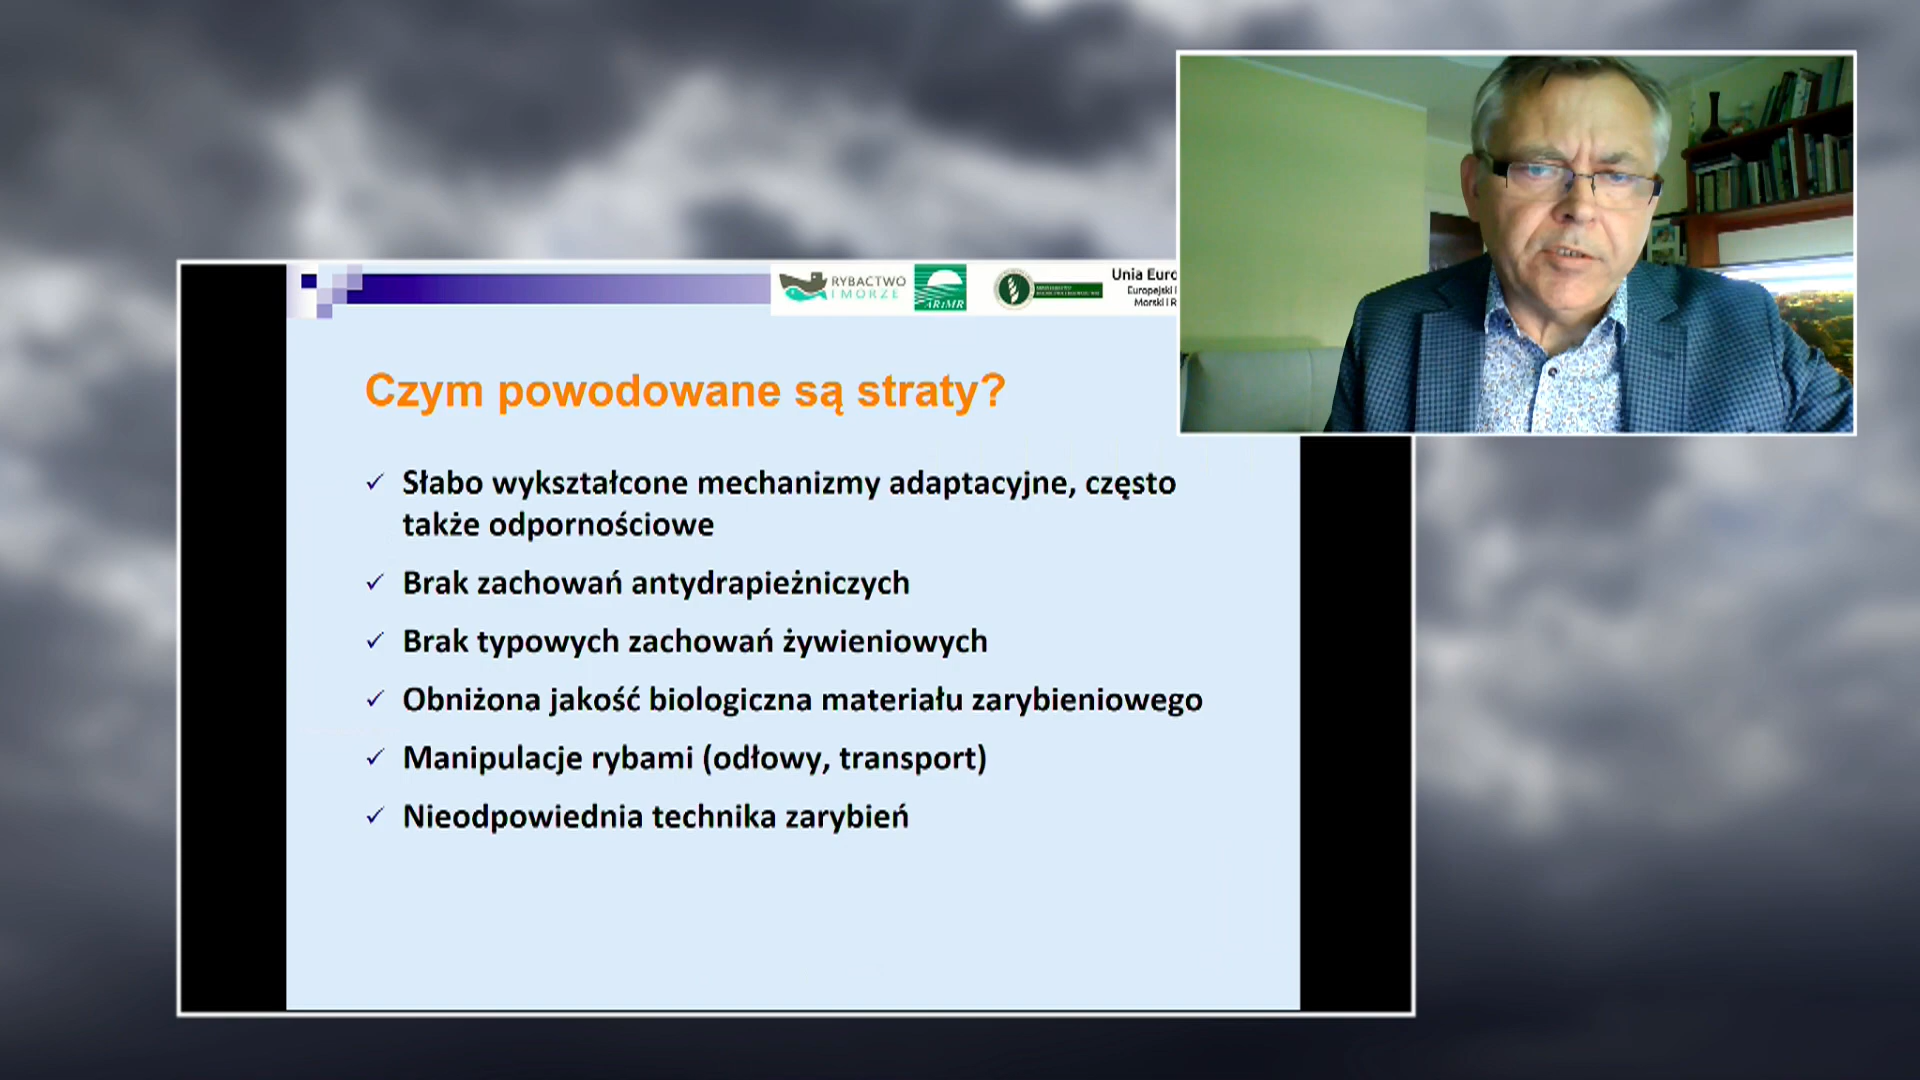 RYBACTWO
I MORZE
ARiMR
Unia Euro
Europejski
Morski i R
Czym powodowane są straty?
✓ Słabo wykształcone mechanizmy adaptacyjne, często
także odpornościowe
✓ Brak zachowań antydrapieżniczych
✓ Brak typowych zachowań żywieniowych
✓ Obniżona jakość biologiczna materiału zarybieniowego
✓ Manipulacje rybami (odłowy, transport)
✓ Nieodpowiednia technika zarybień